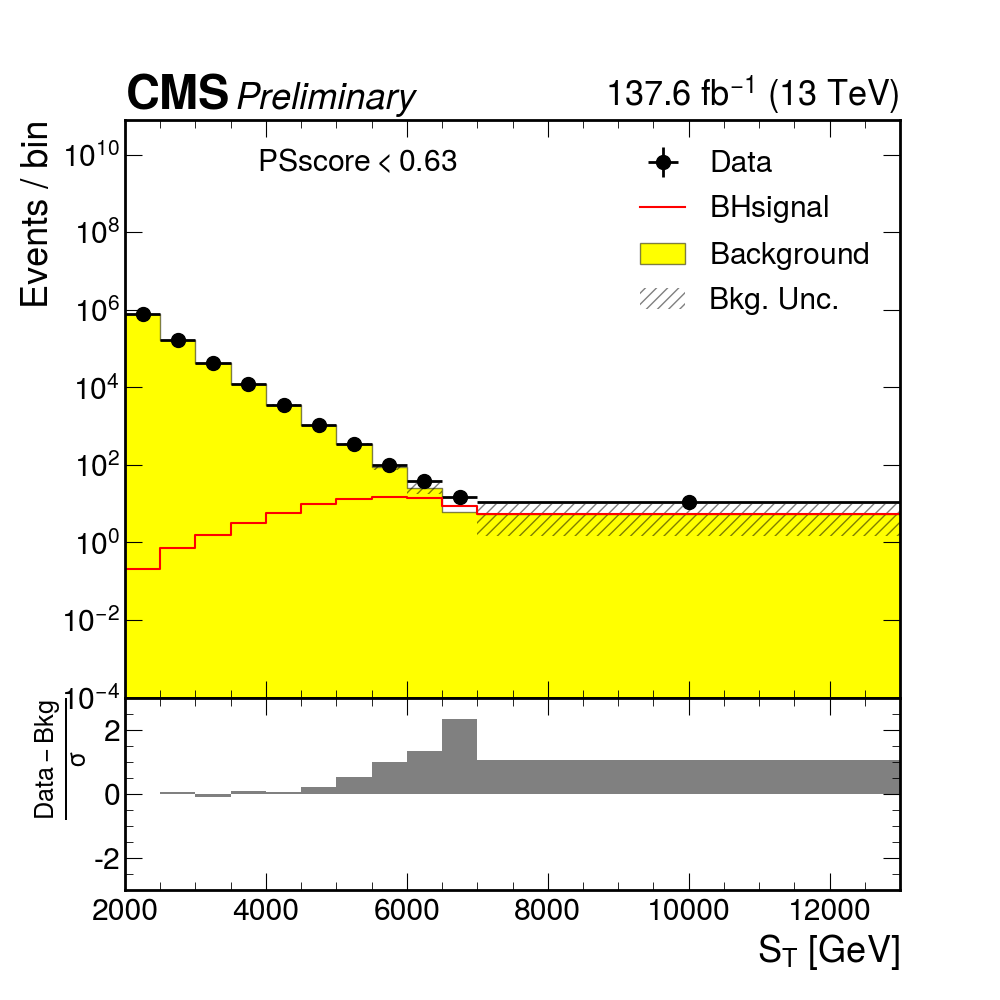 CMS Preliminary
137.6 fb⁻¹ (13 TeV)
Events / bin
PSscore < 0.63
Data
BHsignal
Background
Bkg. Unc.
10¹⁰
10⁸
10⁶
10⁴
10²
10⁰
10⁻²
10⁻⁴
Data − Bkg
σ
2
0
-2
2000 4000 6000 8000 10000 12000
S_T [GeV]